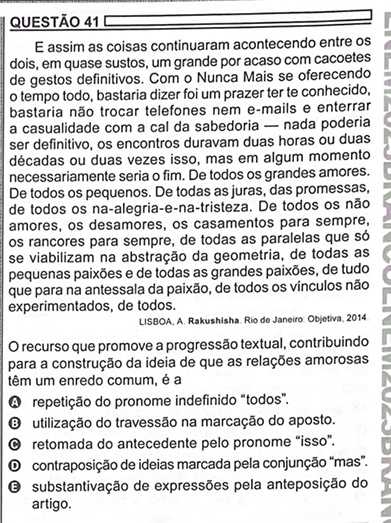 QUESTÃO 41
E assim as coisas continuaram acontecendo entre os
dois, em quase sustos, um grande por acaso com cacoetes
de gestos definitivos. Com o Nunca Mais se oferecendo
o tempo todo, bastaria dizer foi um prazer ter te conhecido,
bastaria não trocar telefones nem e-mails e enterrar
a casualidade com a cal da sabedoria — nada poderia
ser definitivo, os encontros duravam duas horas ou duas
décadas ou duas vezes isso, mas em algum momento
necessariamente seria o fim. De todos os grandes amores.
De todos os pequenos. De todas as juras, das promessas,
de todos os na-alegria-e-na-tristeza. De todos os não
amores, os desamores, os casamentos para sempre,
os rancores para sempre, de todas as paralelas que só
se viabilizam na abstração da geometria, de todas as
pequenas paixões e de todas as grandes paixões, de tudo
que para na antessala da paixão, de todos os vínculos não
experimentados, de todos.
LISBOA, A. Rakushisha. Rio de Janeiro: Objetiva, 2014.
O recurso que promove a progressão textual, contribuindo
para a construção da ideia de que as relações amorosas
têm um enredo comum, é a
A repetição do pronome indefinido “todos”.
B utilização do travessão na marcação do aposto.
C retomada do antecedente pelo pronome “isso”.
D contraposição de ideias marcada pela conjunção “mas”.
E substantivação de expressões pela anteposição do
artigo.